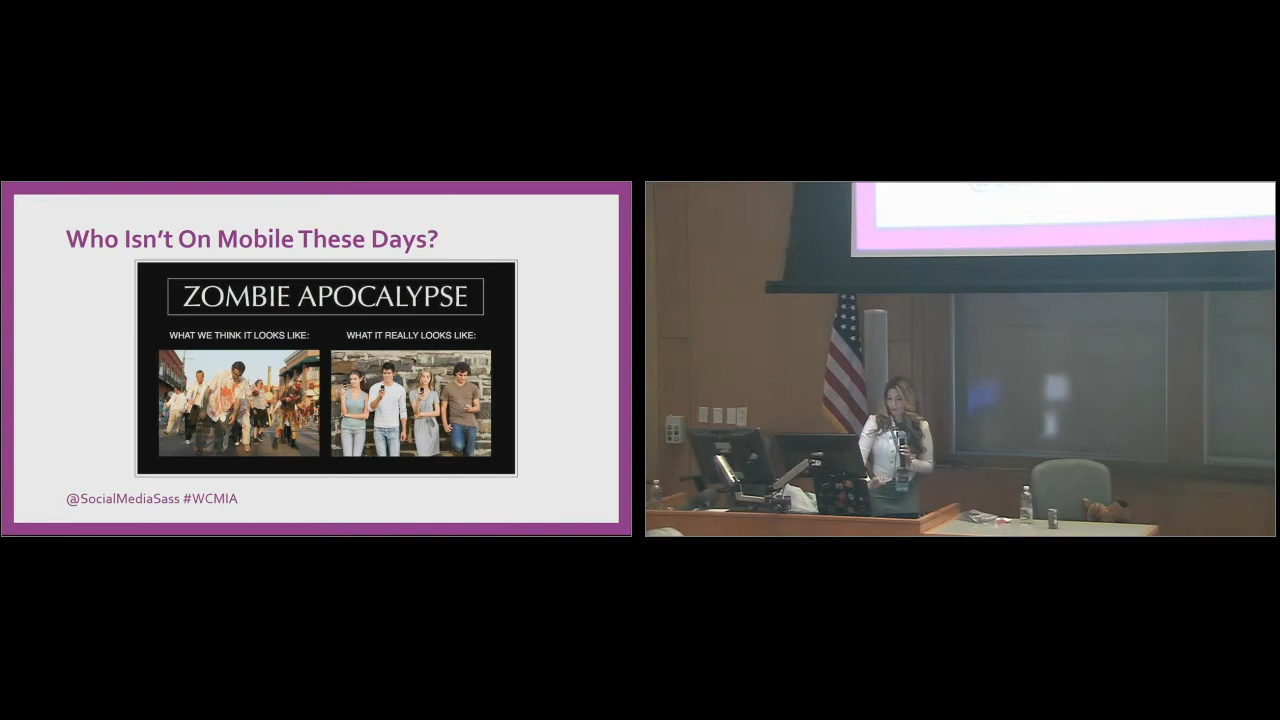 Who Isn't On Mobile These Days?
ZOMBIE APOCALYPSE
WHAT WE THINK IT LOOKS LIKE:
WHAT IT REALLY LOOKS LIKE:
@SocialMediaSass #WCMIA